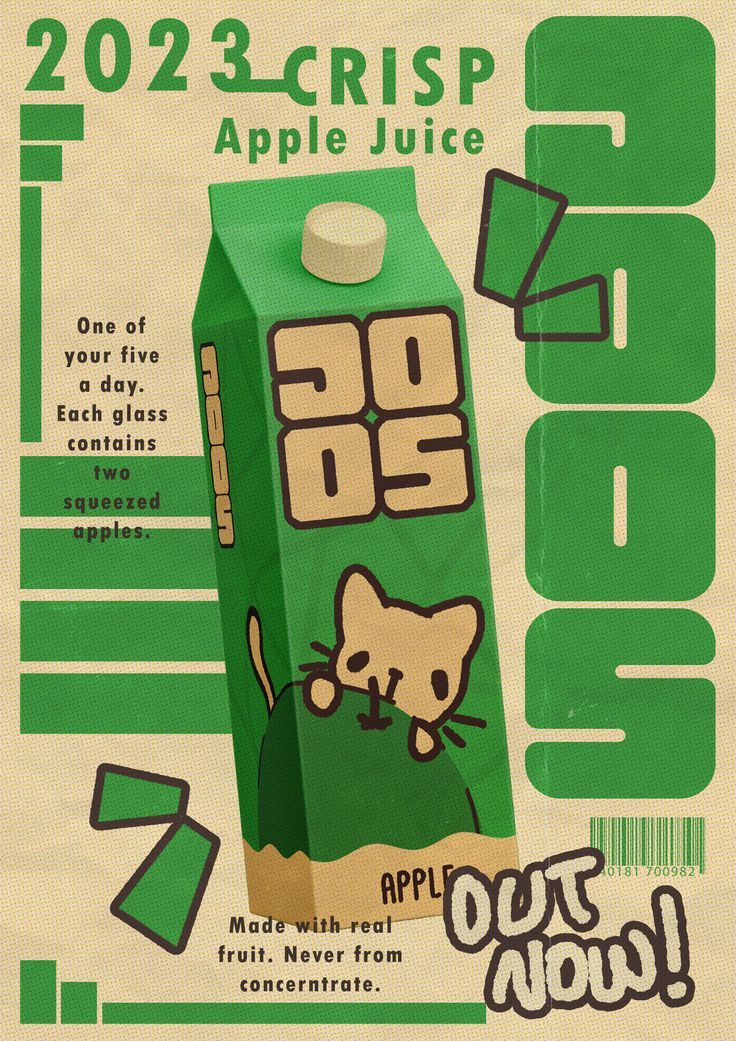 2023 CRISP
Apple Juice
JOOS
JO
OS
JOOS
One of
your five
a day.
Each glass
contains
two
squeezed
apples.
APPLE
40181 700982
OUT
NOW!
Made with real
fruit. Never from
concerntrate.